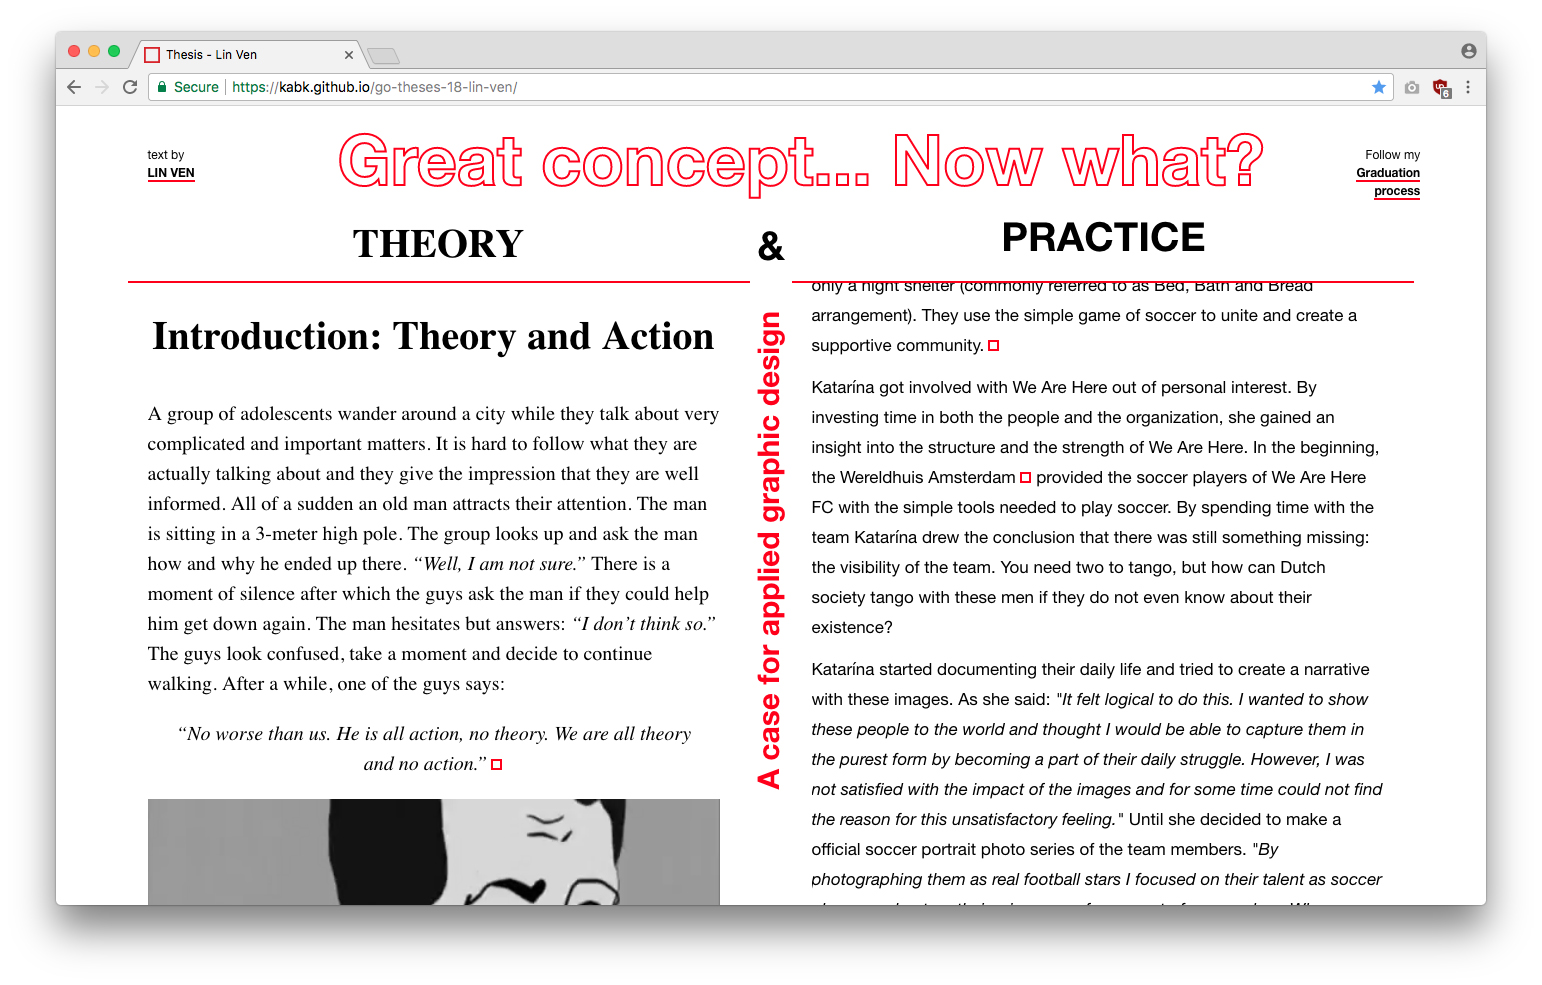 Thesis - Lin Ven
Secure https://kabk.github.io/go-theses-18-lin-ven/
6
text by
LIN VEN
Great concept... Now what?
Follow my
Graduation
process
THEORY
&
PRACTICE
Introduction: Theory and Action
A group of adolescents wander around a city while they talk about very
complicated and important matters. It is hard to follow what they are
actually talking about and they give the impression that they are well
informed. All of a sudden an old man attracts their attention. The man
is sitting in a 3-meter high pole. The group looks up and ask the man
how and why he ended up there. “Well, I am not sure.” There is a
moment of silence after which the guys ask the man if they could help
him get down again. The man hesitates but answers: “I don’t think so.”
The guys look confused, take a moment and decide to continue
walking. After a while, one of the guys says:
“No worse than us. He is all action, no theory. We are all theory
and no action.”
A case for applied graphic design
only a night shelter (commonly referred to as Bed, Bath and Bread
arrangement). They use the simple game of soccer to unite and create a
supportive community.
Katarína got involved with We Are Here out of personal interest. By
investing time in both the people and the organization, she gained an
insight into the structure and the strength of We Are Here. In the beginning,
the Wereldhuis Amsterdam provided the soccer players of We Are Here
FC with the simple tools needed to play soccer. By spending time with the
team Katarína drew the conclusion that there was still something missing:
the visibility of the team. You need two to tango, but how can Dutch
society tango with these men if they do not even know about their
existence?
Katarína started documenting their daily life and tried to create a narrative
with these images. As she said: "It felt logical to do this. I wanted to show
these people to the world and thought I would be able to capture them in
the purest form by becoming a part of their daily struggle. However, I was
not satisfied with the impact of the images and for some time could not find
the reason for this unsatisfactory feeling." Until she decided to make a
official soccer portrait photo series of the team members. "By
photographing them as real football stars I focused on their talent as soccer